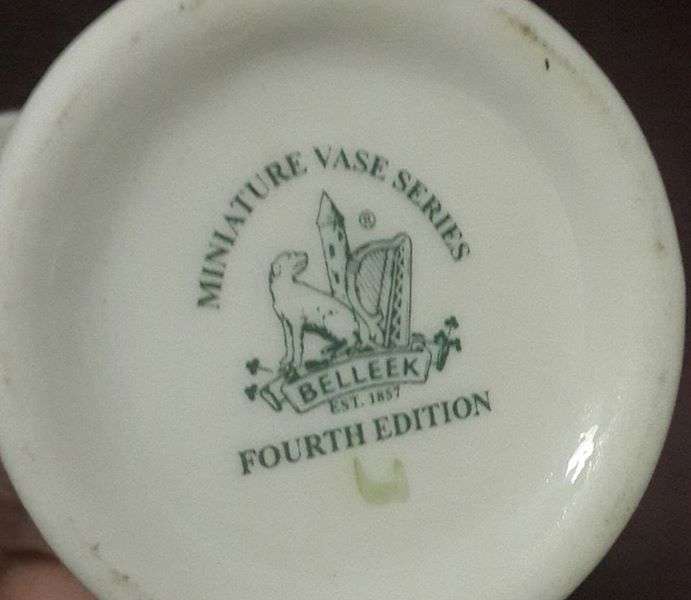 MINIATURE VASE SERIES
®
BELLEEK
EST. 1857
FOURTH EDITION